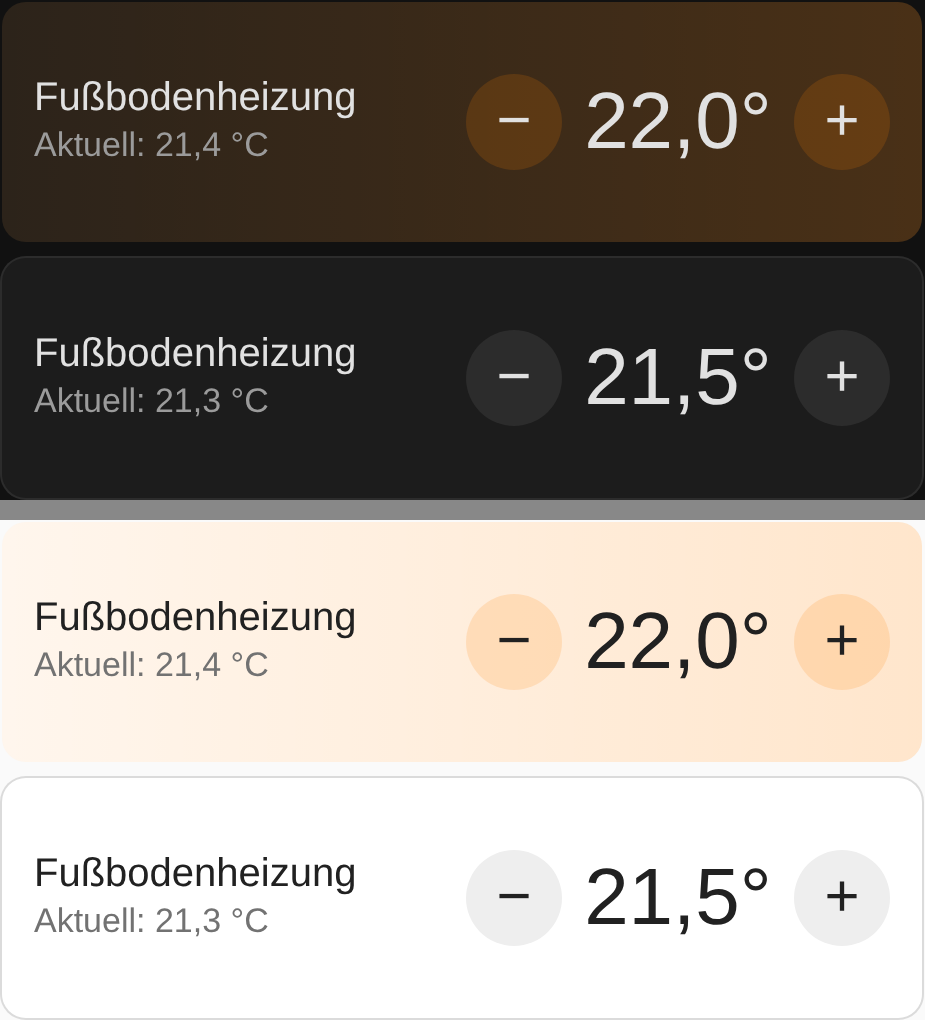 Fußbodenheizung
Aktuell: 21,4 °C
− 22,0° +
Fußbodenheizung
Aktuell: 21,3 °C
− 21,5° +
Fußbodenheizung
Aktuell: 21,4 °C
− 22,0° +
Fußbodenheizung
Aktuell: 21,3 °C
− 21,5° +